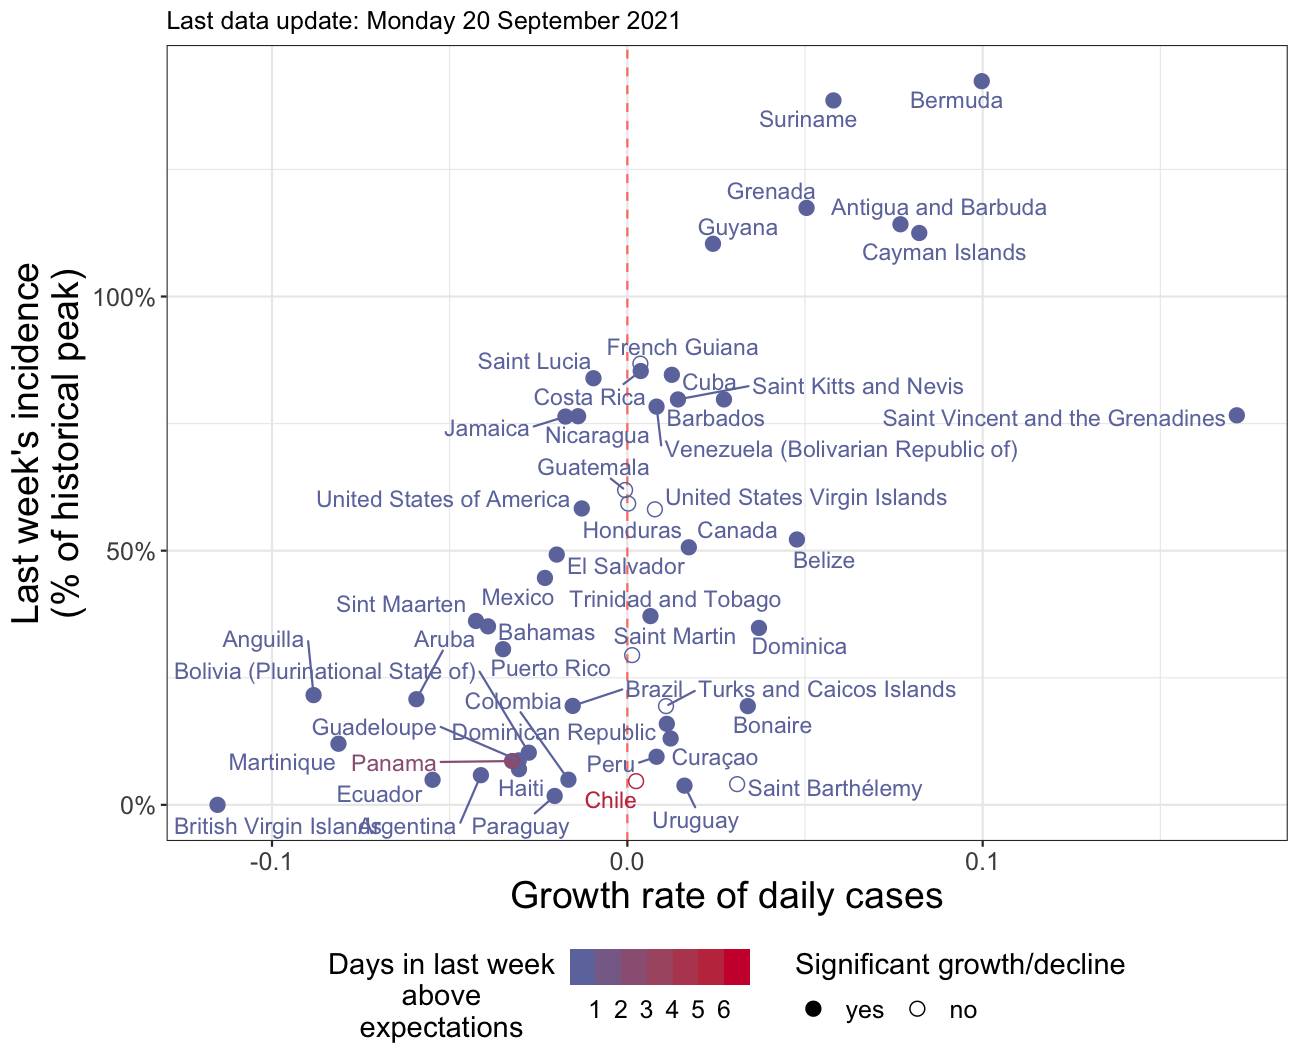 Last data update: Monday 20 September 2021
Bermuda
Suriname
Grenada
Antigua and Barbuda
Guyana
Cayman Islands
100%
French Guiana
Saint Lucia
Cuba
Saint Kitts and Nevis
Costa Rica
Barbados
Saint Vincent and the Grenadines
Jamaica
Nicaragua
Venezuela (Bolivarian Republic of)
Guatemala
United States of America
United States Virgin Islands
Honduras
Canada
50%
Belize
El Salvador
Mexico
Trinidad and Tobago
Sint Maarten
Bahamas
Saint Martin
Anguilla
Aruba
Dominica
Bolivia (Plurinational State of)
Puerto Rico
Brazil
Turks and Caicos Islands
Colombia
Guadeloupe
Dominican Republic
Bonaire
Martinique
Panama
Peru
Curaçao
Ecuador
Haiti
Chile
Saint Barthélemy
0%
British Virgin Islands
Argentina
Paraguay
Uruguay
Last week's incidence
(% of historical peak)
-0.1
0.0
0.1
Growth rate of daily cases
Days in last week
above
expectations
1 2 3 4 5 6
Significant growth/decline
yes
no